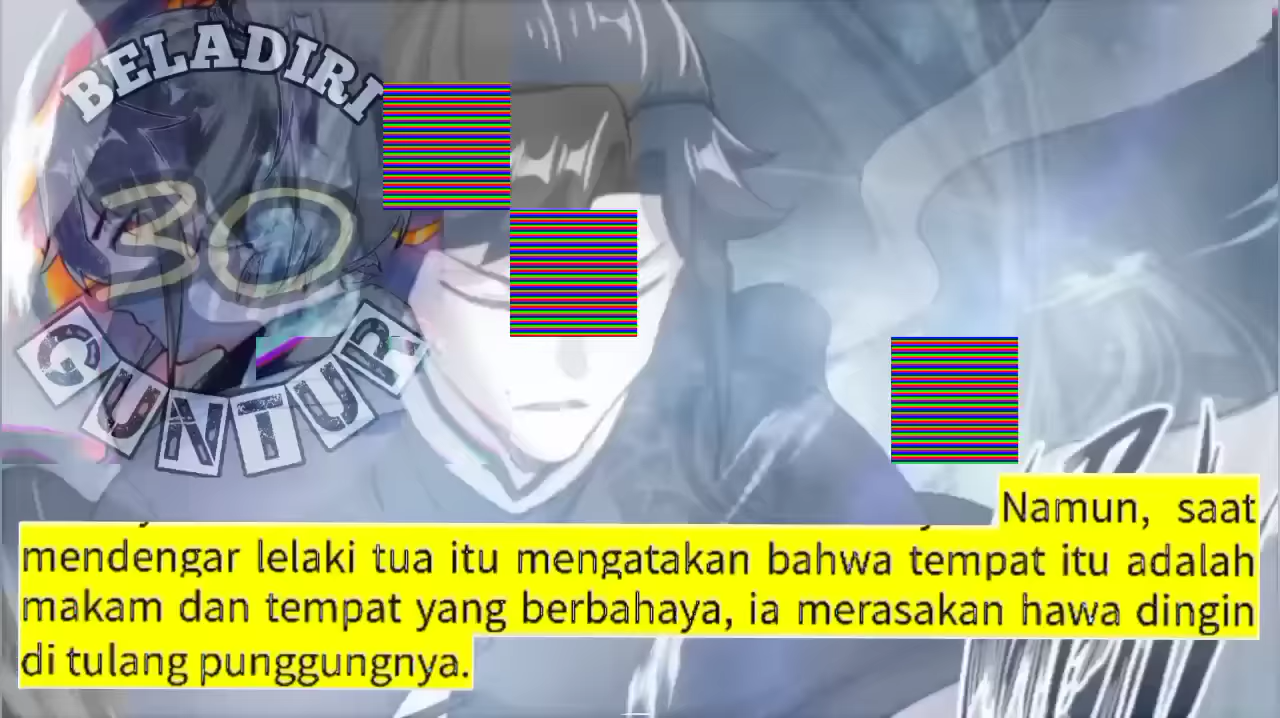 BELADIRI
30
GUNTUR
Namun, saat
mendengar lelaki tua itu mengatakan bahwa tempat itu adalah
makam dan tempat yang berbahaya, ia merasakan hawa dingin
di tulang punggungnya.